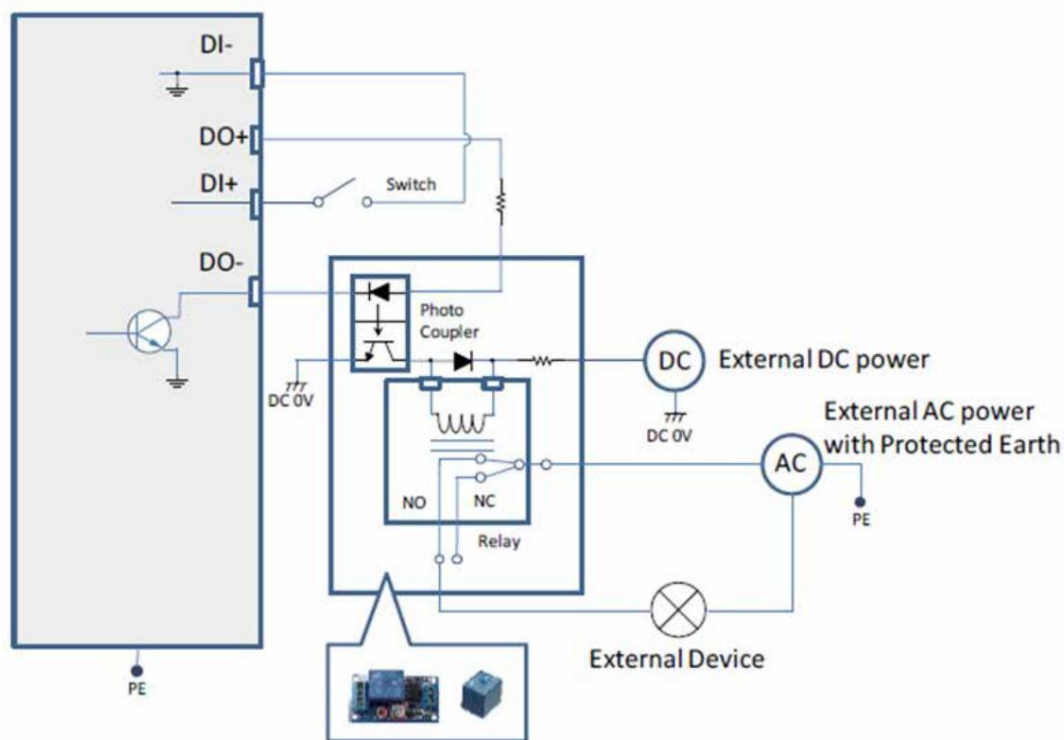 DI-
DO+
DI+
Switch
DO-
Photo
Coupler
DC 0V
DC
External DC power
DC 0V
External AC power
with Protected Earth
AC
NO
NC
PE
Relay
External Device
PE